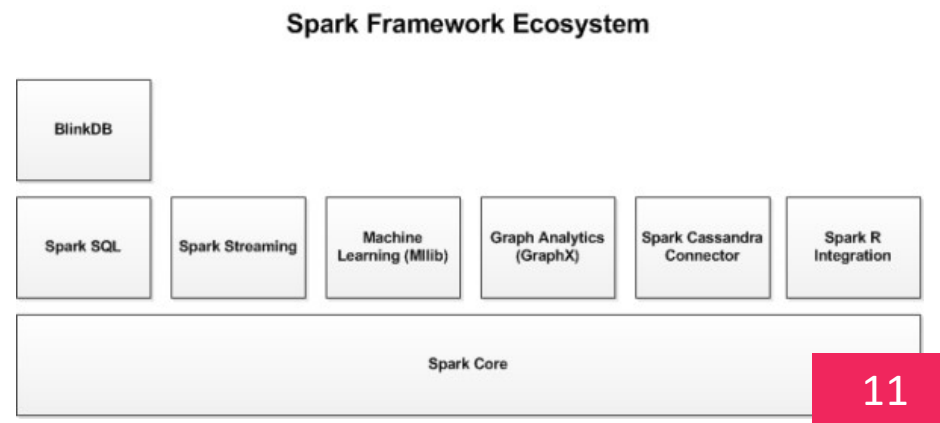 Spark Framework Ecosystem
BlinkDB
Spark SQL
Spark Streaming
Machine
Learning (Mllib)
Graph Analytics
(GraphX)
Spark Cassandra
Connector
Spark R
Integration
Spark Core
11